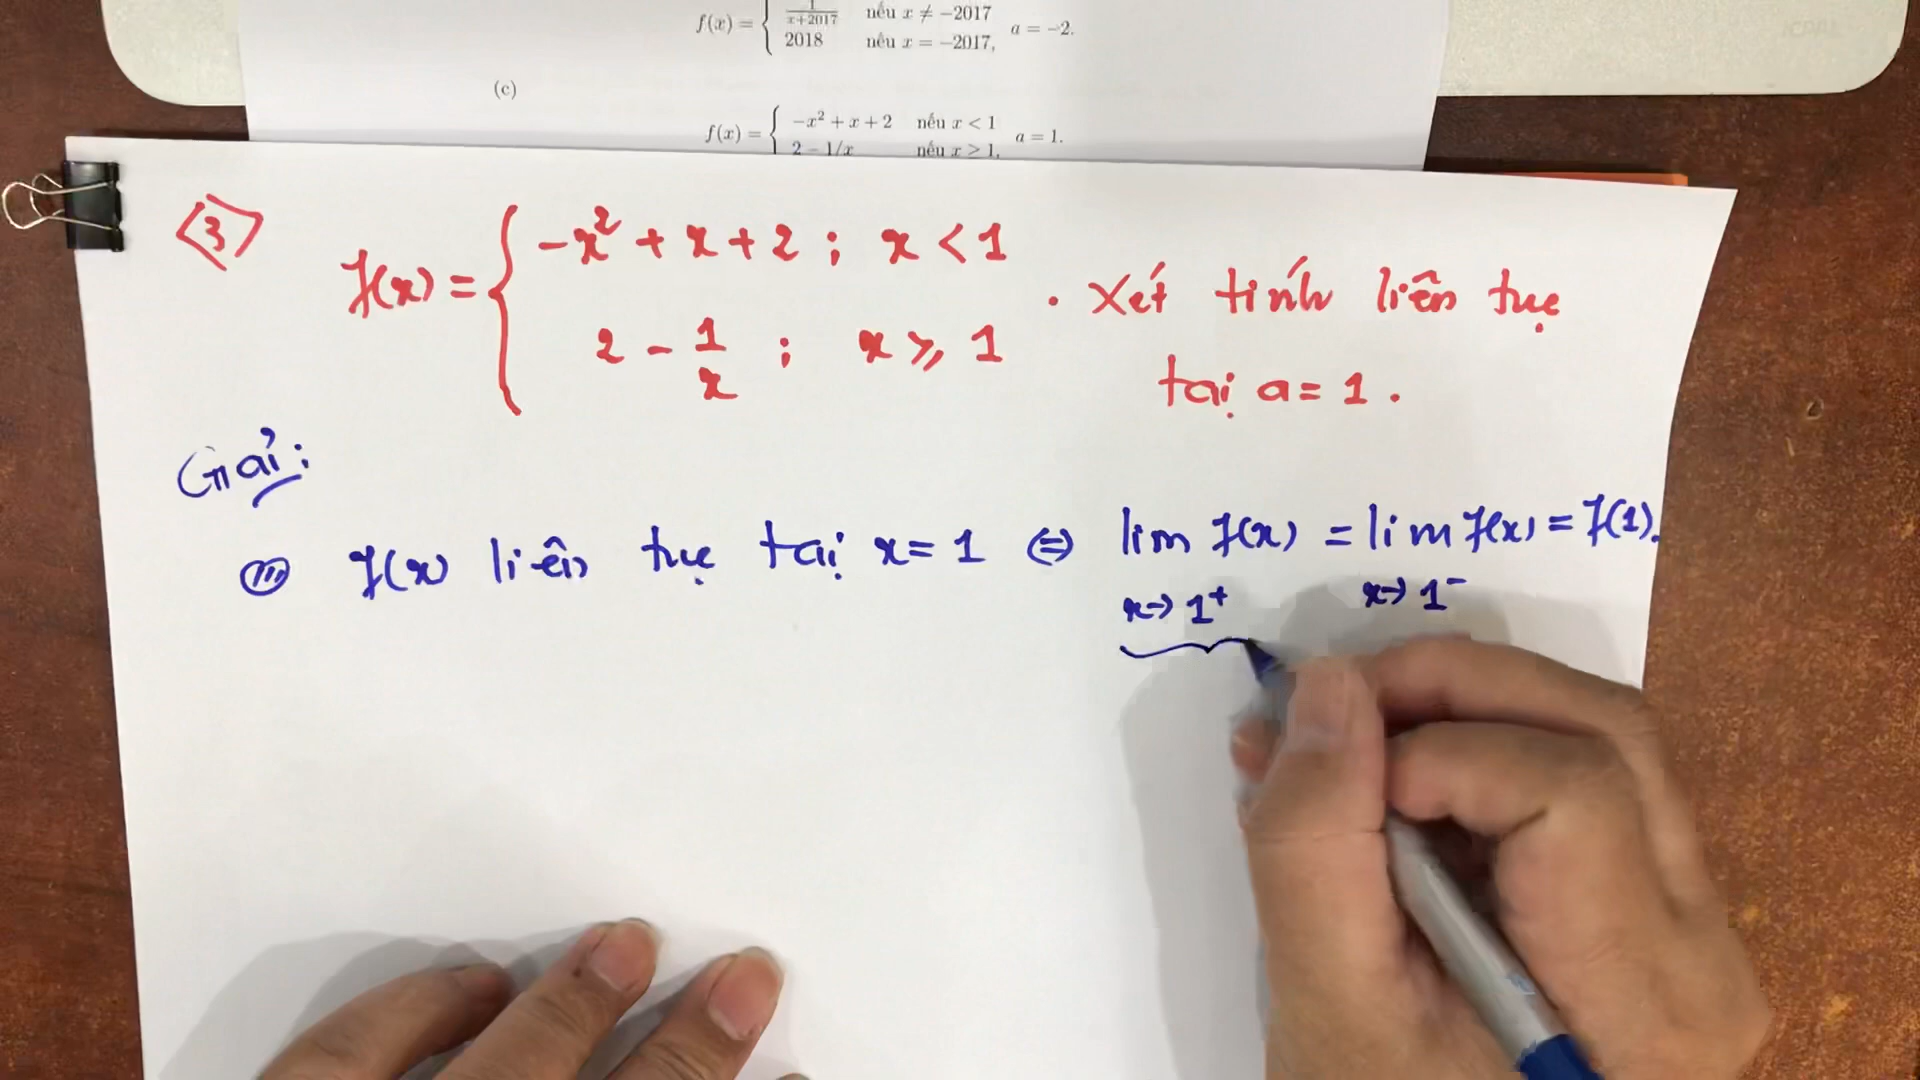 f(x) = { 1/(x+2017) nếu x ≠ −2017
2018 nếu x = −2017, a = −2.
(c)
f(x) = { −x² + x + 2 nếu x < 1
2 − 1/x nếu x ≥ 1, a = 1.
<3>
f(x) = { −x² + x + 2 ; x < 1
2 − 1/x ; x ≥ 1
. Xét tính liên tục
tại a = 1 .
Giải:
f(x) liên tục tại x = 1 ⇔ lim f(x) = lim f(x) = f(1).
x→1⁺ x→1⁻